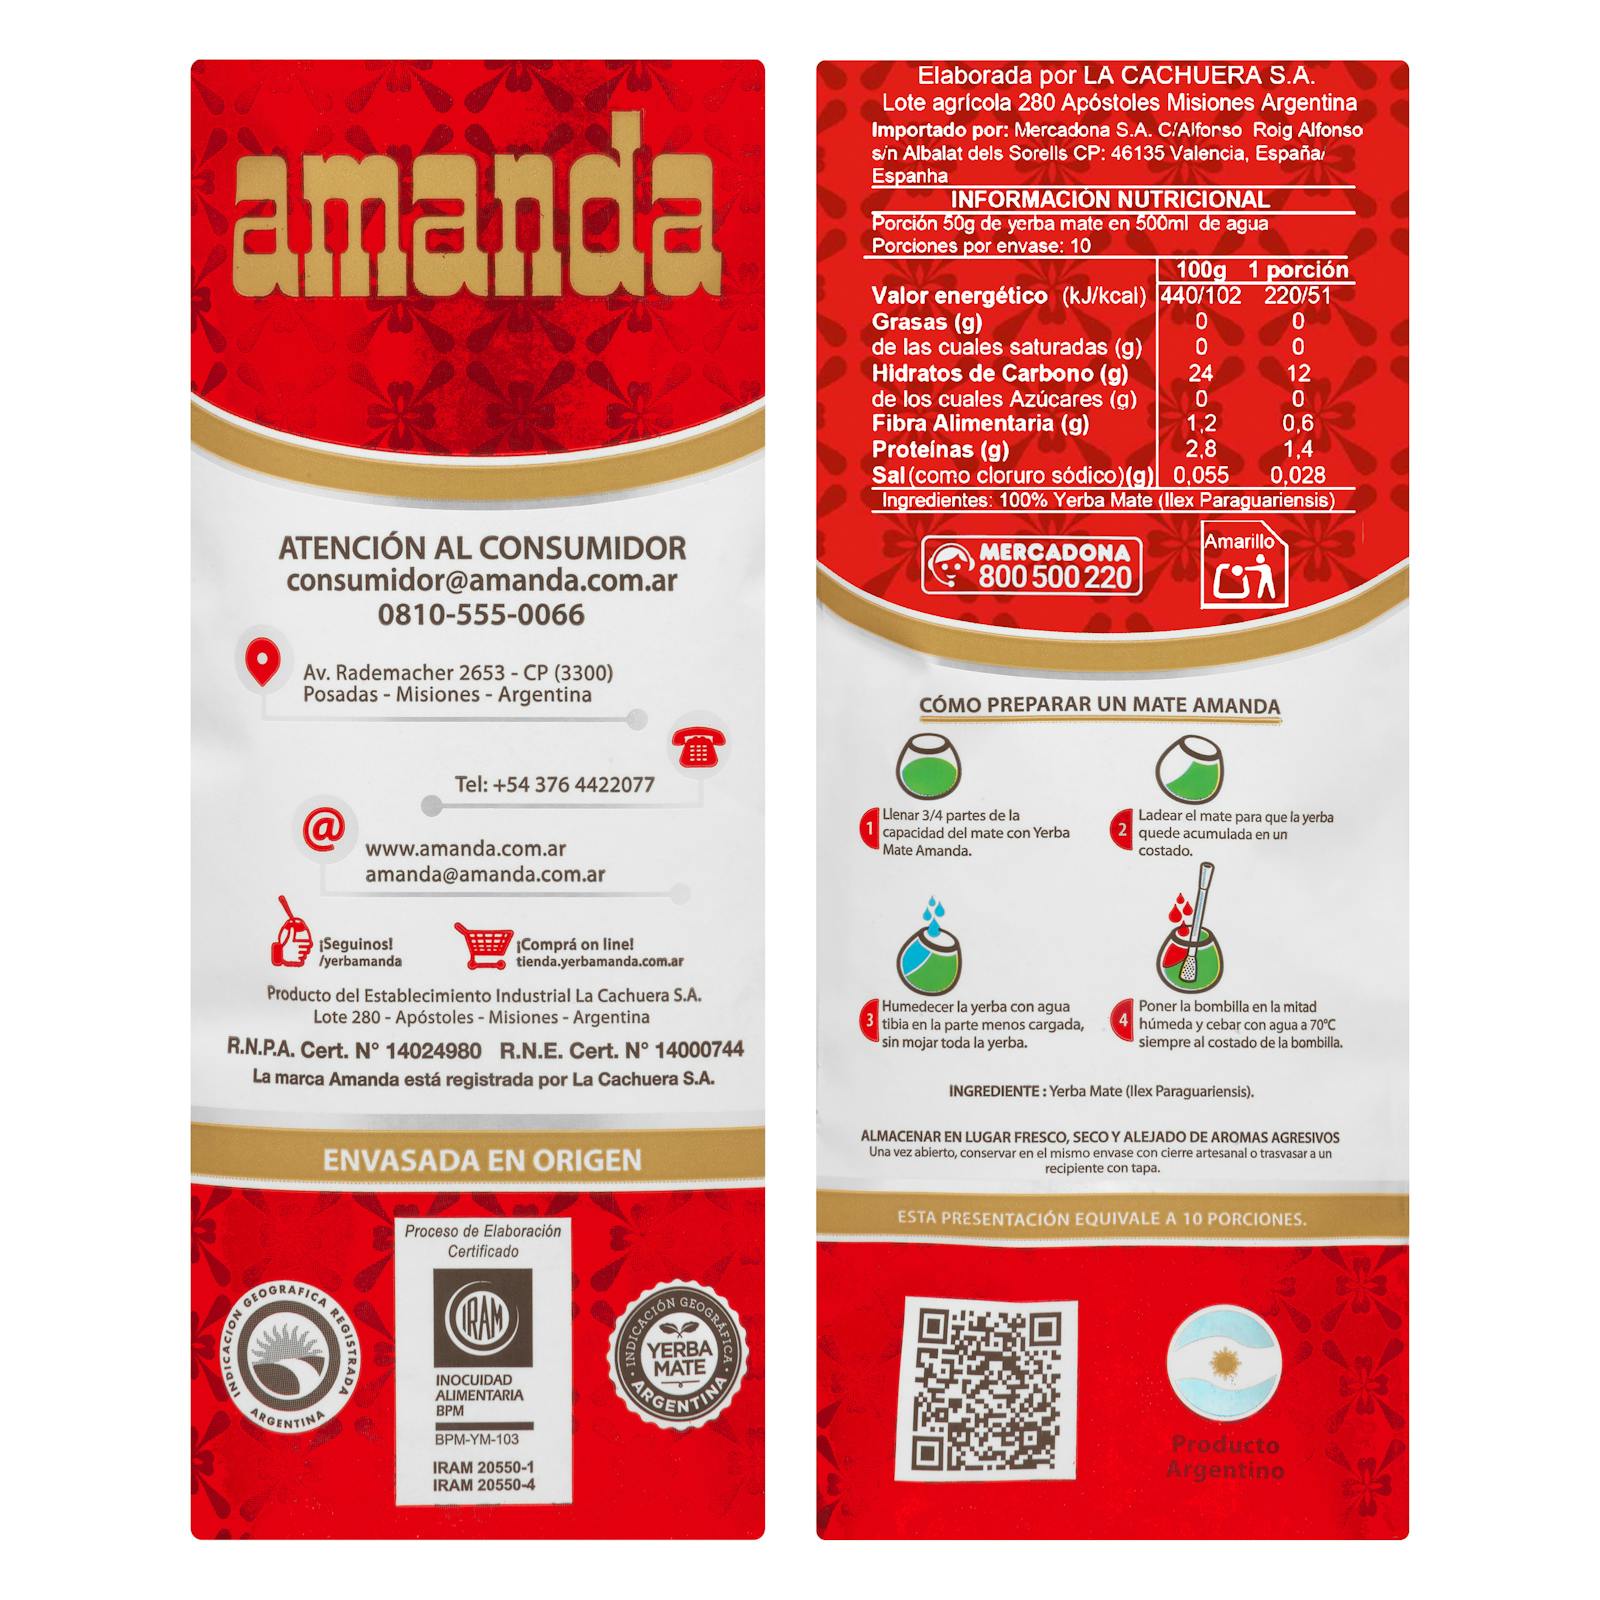 amanda
ATENCIÓN AL CONSUMIDOR
consumidor@amanda.com.ar
0810-555-0066
Av. Rademacher 2653 - CP (3300)
Posadas - Misiones - Argentina
Tel: +54 376 4422077
@
www.amanda.com.ar
amanda@amanda.com.ar
¡Seguinos!
/yerbamanda
¡Comprá on line!
tienda.yerbamanda.com.ar
Producto del Establecimiento Industrial La Cachuera S.A.
Lote 280 - Apóstoles - Misiones - Argentina
R.N.P.A. Cert. N° 14024980 R.N.E. Cert. N° 14000744
La marca Amanda está registrada por La Cachuera S.A.
ENVASADA EN ORIGEN
INDICACION GEOGRAFICA REGISTRADA
ARGENTINA
Proceso de Elaboración
Certificado
IRAM
INOCUIDAD
ALIMENTARIA
BPM
BPM-YM-103
IRAM 20550-1
IRAM 20550-4
INDICACIÓN GEOGRÁFICA
YERBA
MATE
ARGENTINA
Elaborada por LA CACHUERA S.A.
Lote agrícola 280 Apóstoles Misiones Argentina
Importado por: Mercadona S.A. C/Alfonso Roig Alfonso
s/n Albalat dels Sorells CP: 46135 Valencia, España/
Espanha
INFORMACIÓN NUTRICIONAL
Porción 50g de yerba mate en 500ml de agua
Porciones por envase: 10
100g 1 porción
Valor energético (kJ/kcal) 440/102 220/51
Grasas (g) 0 0
de las cuales saturadas (g) 0 0
Hidratos de Carbono (g) 24 12
de los cuales Azúcares (g) 0 0
Fibra Alimentaria (g) 1,2 0,6
Proteínas (g) 2,8 1,4
Sal (como cloruro sódico)(g) 0,055 0,028
Ingredientes: 100% Yerba Mate (Ilex Paraguariensis)
MERCADONA
800 500 220
Amarillo
CÓMO PREPARAR UN MATE AMANDA
1 Llenar 3/4 partes de la
capacidad del mate con Yerba
Mate Amanda.
2 Ladear el mate para que la yerba
quede acumulada en un
costado.
3 Humedecer la yerba con agua
tibia en la parte menos cargada,
sin mojar toda la yerba.
4 Poner la bombilla en la mitad
húmeda y cebar con agua a 70°C
siempre al costado de la bombilla.
INGREDIENTE : Yerba Mate (Ilex Paraguariensis).
ALMACENAR EN LUGAR FRESCO, SECO Y ALEJADO DE AROMAS AGRESIVOS
Una vez abierto, conservar en el mismo envase con cierre artesanal o trasvasar a un
recipiente con tapa.
ESTA PRESENTACIÓN EQUIVALE A 10 PORCIONES.
Producto
Argentino